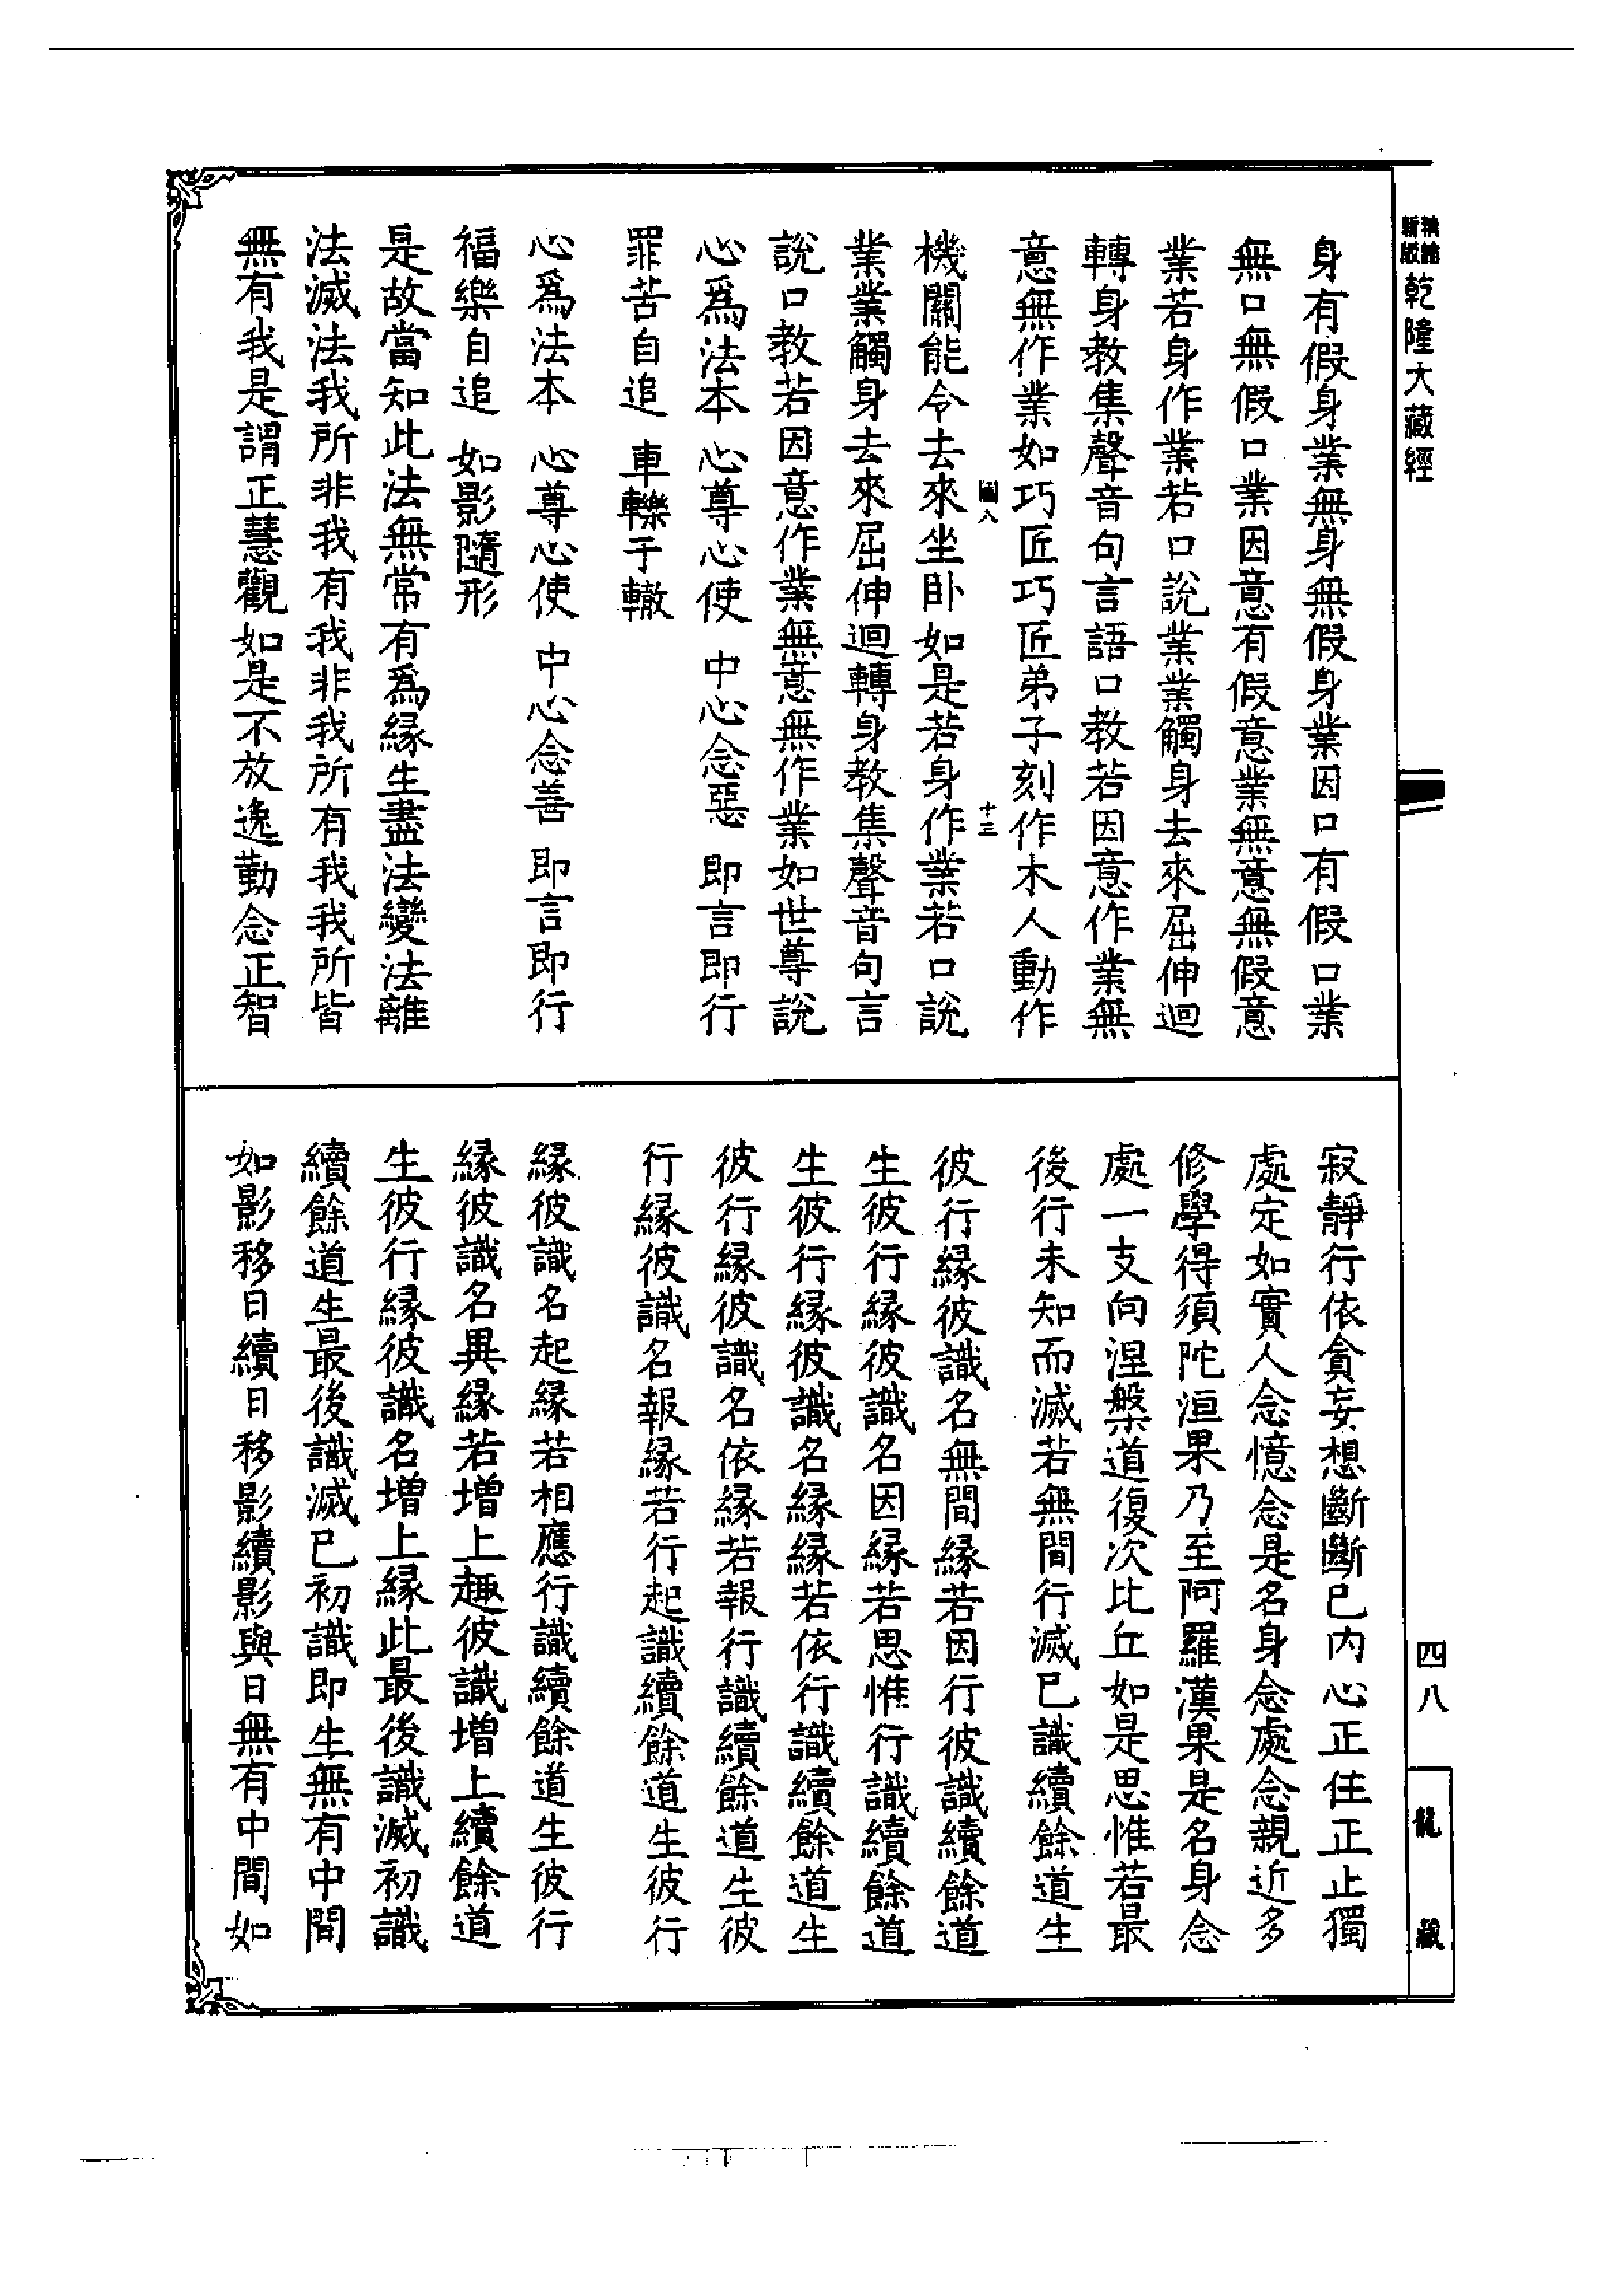 乾隆大藏經
身有假身業無身無假身業因口有假口業
無口無假口業因意有假意業無意無假意
業若身作業若口說業業觸身去來屈伸迴
轉身教集聲音句言語口教若因意作業無
意無作業如巧匠巧匠弟子刻作木人動作
十三
機關能令去來坐卧如是若身作業若口說
業業觸身去來屈伸迴轉身教集聲音句言
說口教若因意作業無意無作業如世尊說
心爲法本 心尊心使 中心念惡 即言即行
罪苦自追 車轢于轍
心爲法本 心尊心使 中心念善 即言即行
福樂自追 如影隨形
是故當知此法無常有爲緣生盡法變法離
法滅法我所非我有我非我所有我我所皆
無有我是謂正慧觀如是不放逸勤念正智
寂靜行依貪妄想斷斷已內心正住正止獨
處定如實人念憶念是名身念處念親近多
修學得須陀洹果乃至阿羅漢果是名身念
處一支向涅槃道復次比丘如是思惟若最
後行未知而滅若無間行滅已識續餘道生
彼行緣彼識名無間緣若因行彼識續餘道
生彼行緣彼識名因緣若思惟行識續餘道
生彼行緣彼識名緣緣若依行識續餘道生
彼行緣彼識名依緣若報行識續餘道生彼
行緣彼識名報緣若行起識續餘道生彼行
緣彼識名起緣若相應行識續餘道生彼行
緣彼識名異緣若增上趣彼識增上續餘道
生彼行緣彼識名增上緣此最後識滅初識
續餘道生最後識滅已初識即生無有中間
如影移日續日移影續影與日無有中間如
四八
龍藏